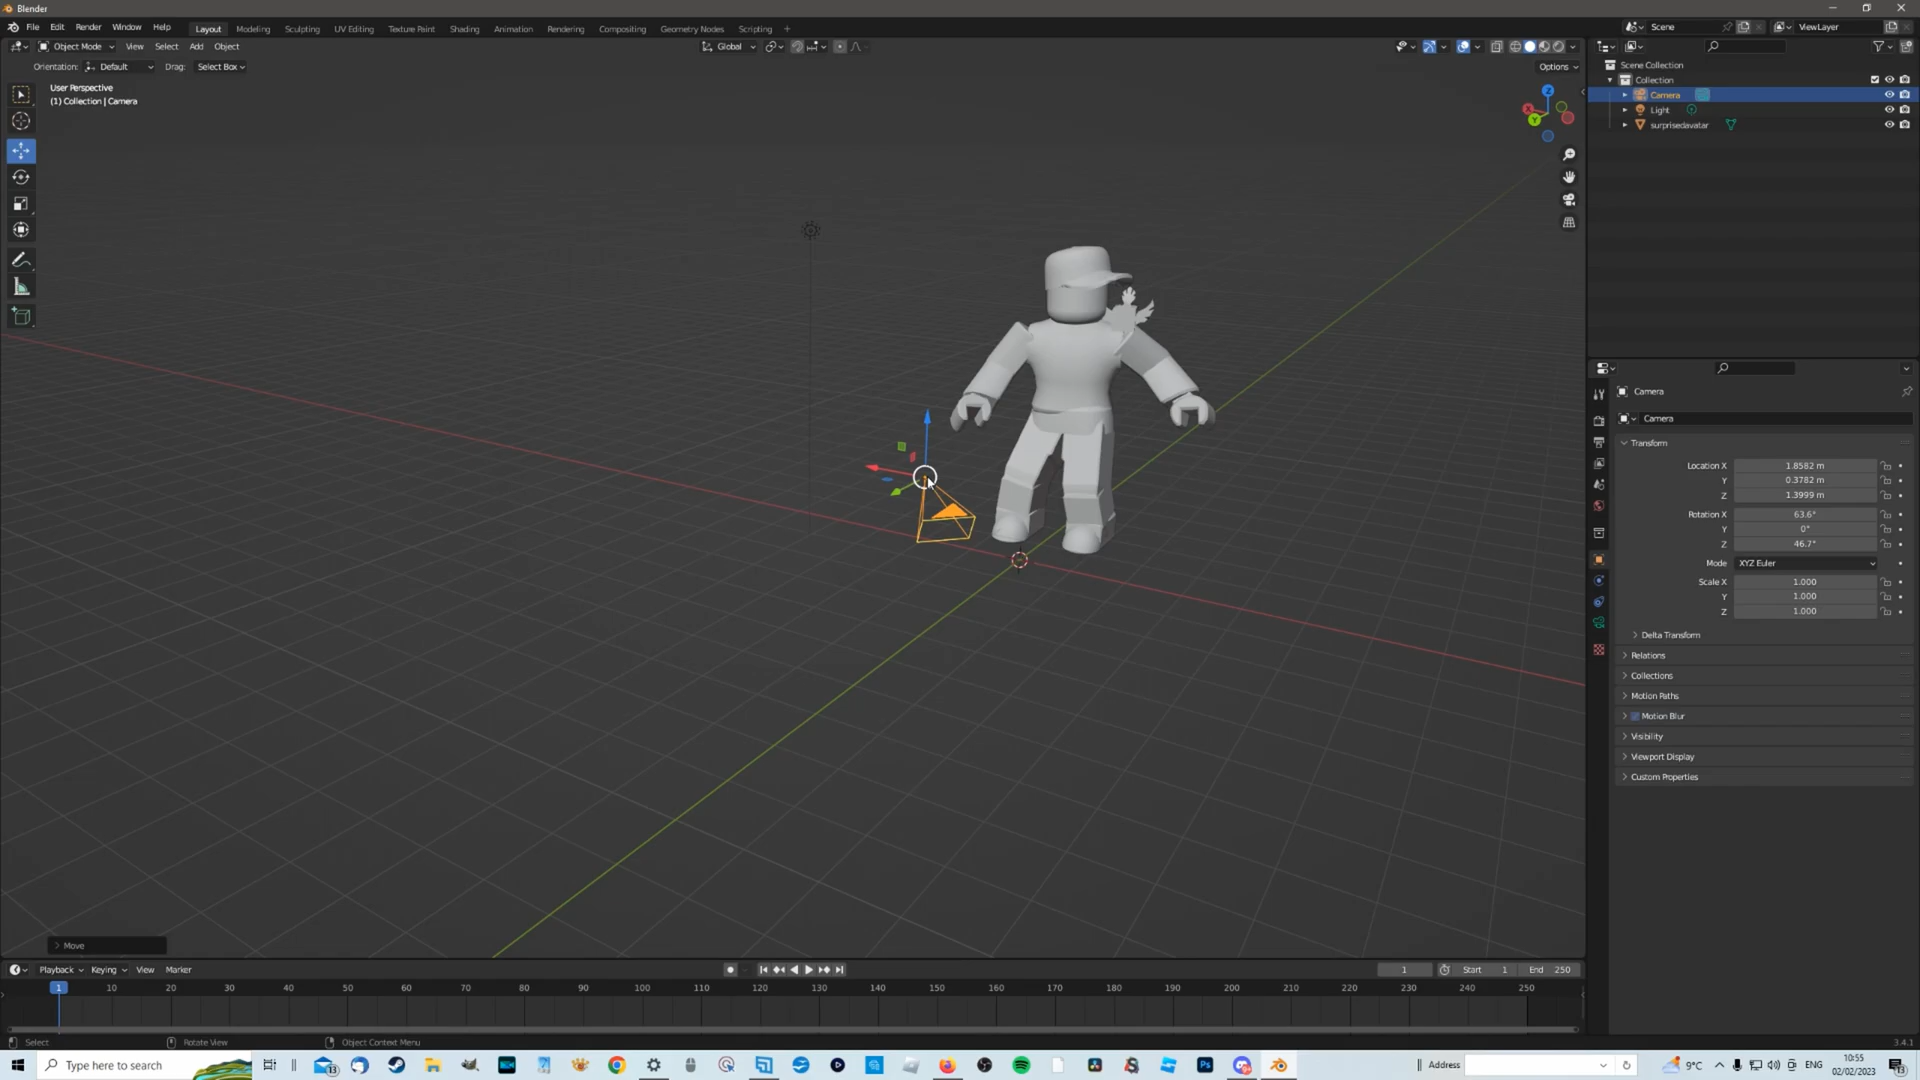 Blender
File Edit Render Window Help Layout Modeling Sculpting UV Editing Texture Paint Shading Animation Rendering Compositing Geometry Nodes Scripting + Scene ViewLayer
Object Mode View Select Add Object Global
Orientation: Default Drag: Select Box Options
User Perspective
(1) Collection | Camera
Z
X
Y
Scene Collection
Collection
Camera
Light
surprisedavatar
Camera
Camera
Transform
Location X 1.8582 m
Y 0.3782 m
Z 1.3999 m
Rotation X 63.6°
Y 0°
Z 46.7°
Mode XYZ Euler
Scale X 1.000
Y 1.000
Z 1.000
Delta Transform
Relations
Collections
Motion Paths
Motion Blur
Visibility
Viewport Display
Custom Properties
Move
Playback Keying View Marker 1 Start 1 End 250
1 10 20 30 40 50 60 70 80 90 100 110 120 130 140 150 160 170 180 190 200 210 220 230 240 250
Select Rotate View Object Context Menu 3.4.1
Type here to search 13 Ps Address 9°C ENG 10:55
02/02/2023 13